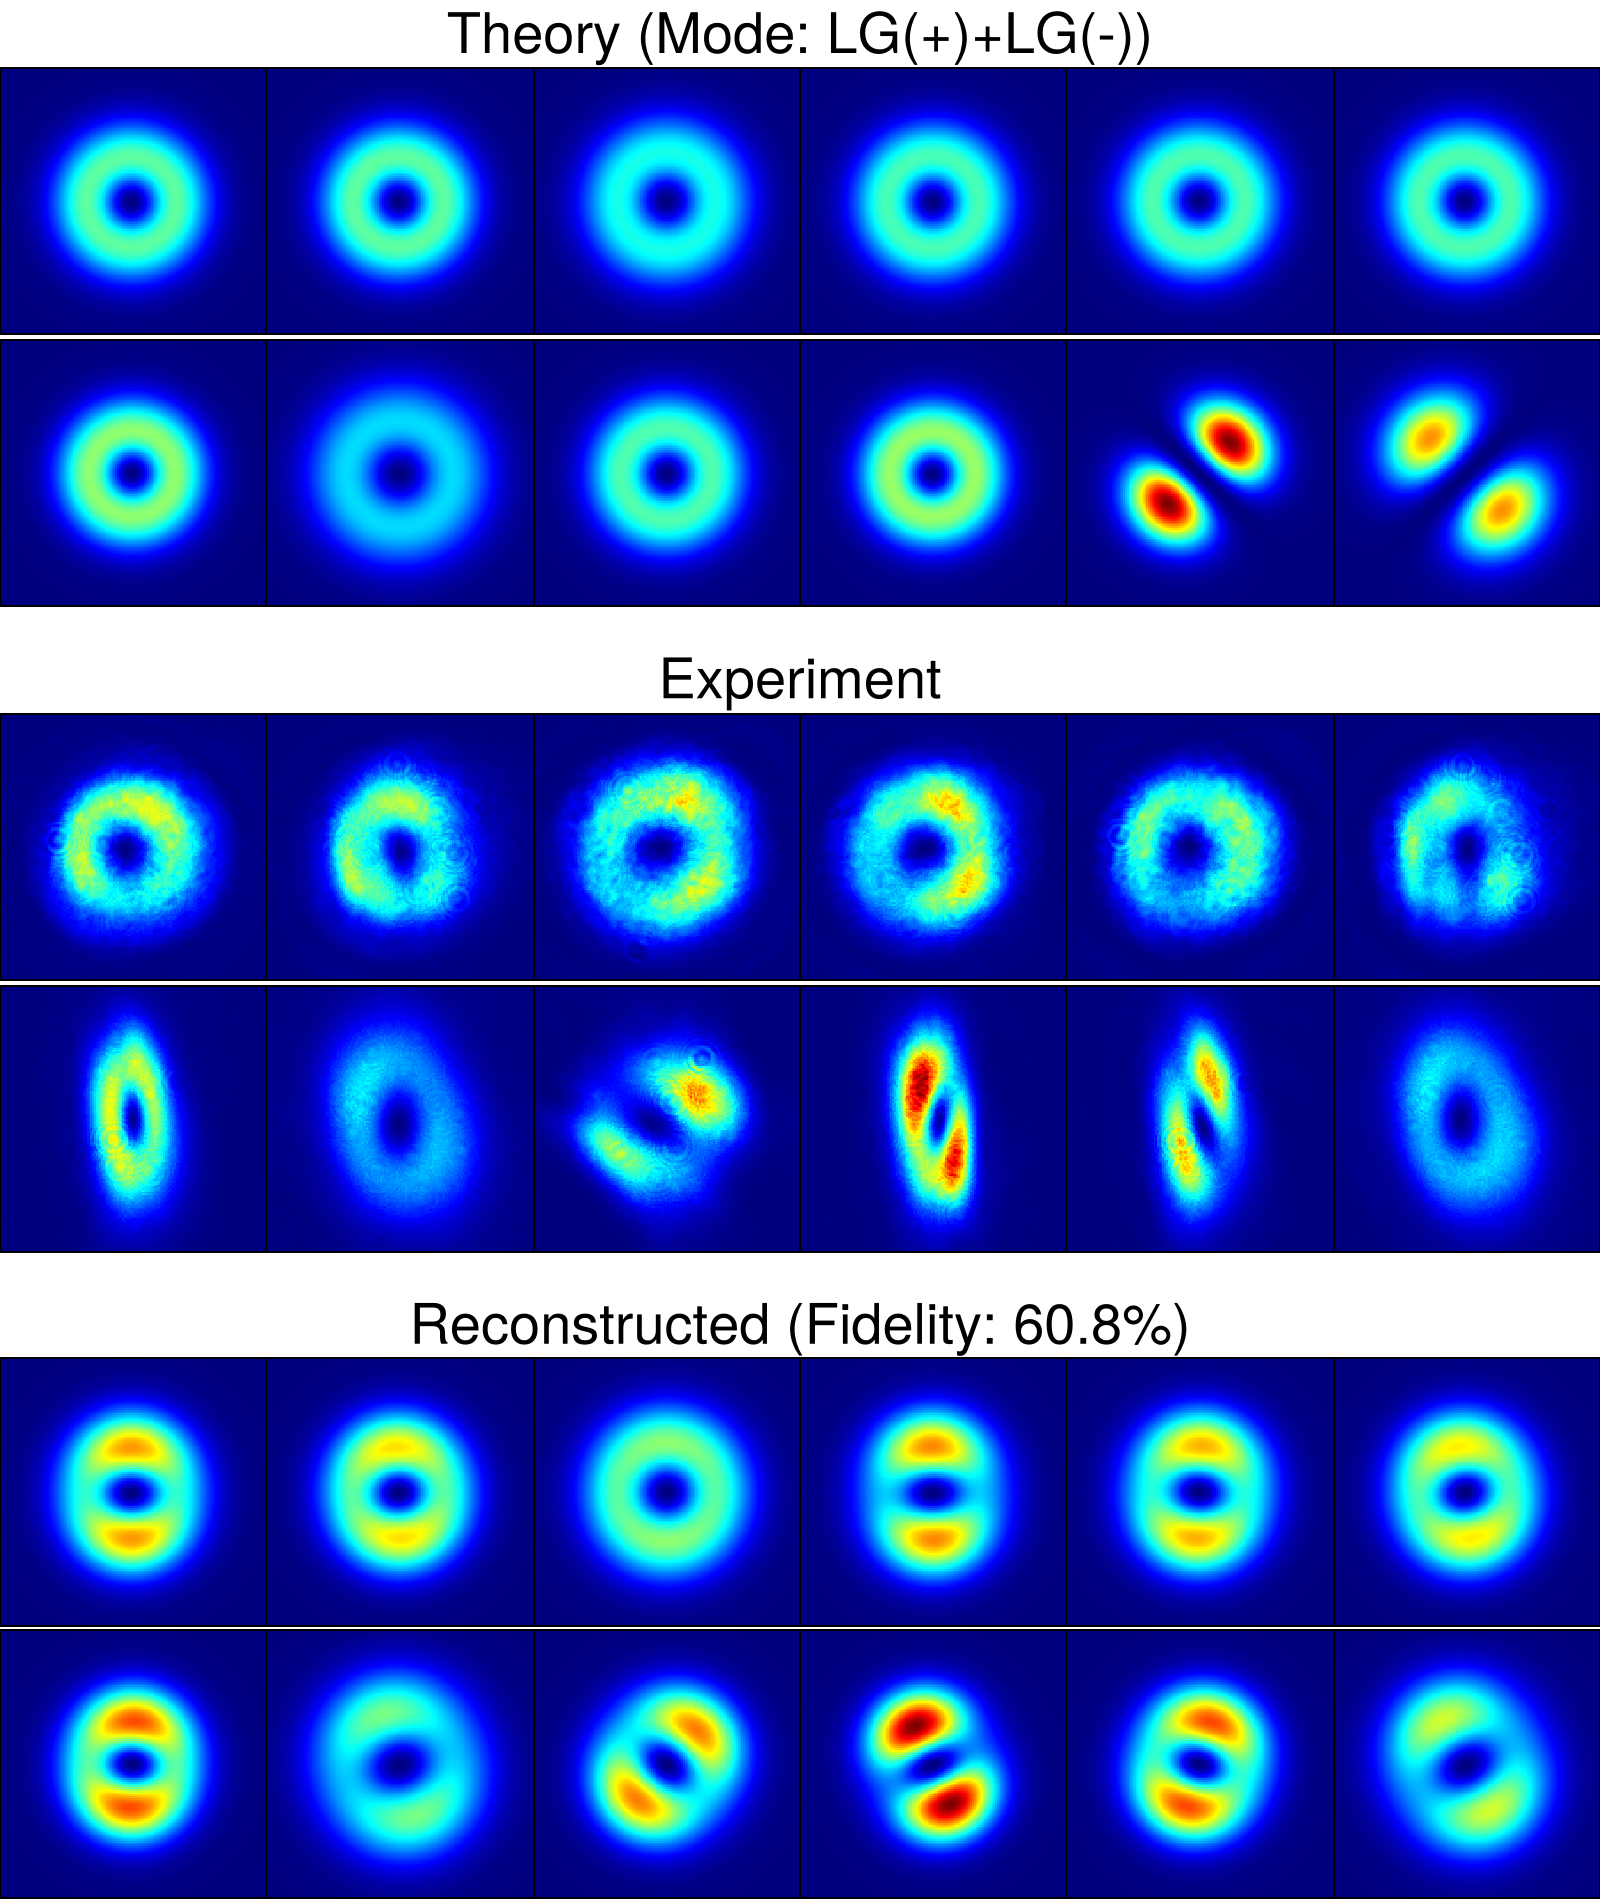 Theory (Mode: LG(+)+LG(-))
Experiment
Reconstructed (Fidelity: 60.8%)